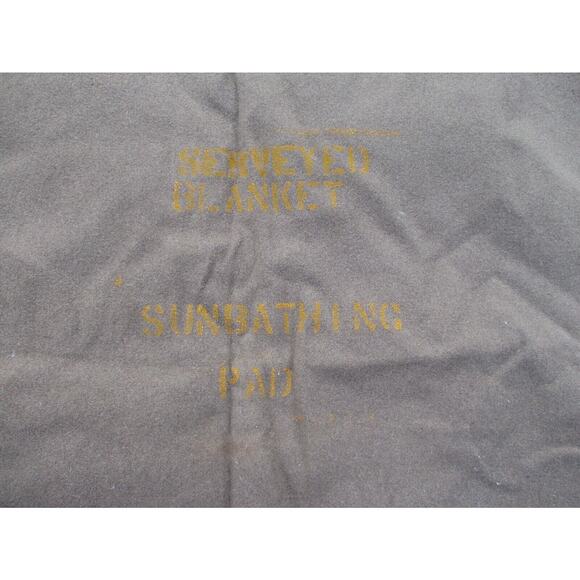 SERVEYED
BLANKET
SUNBATHING
PAD